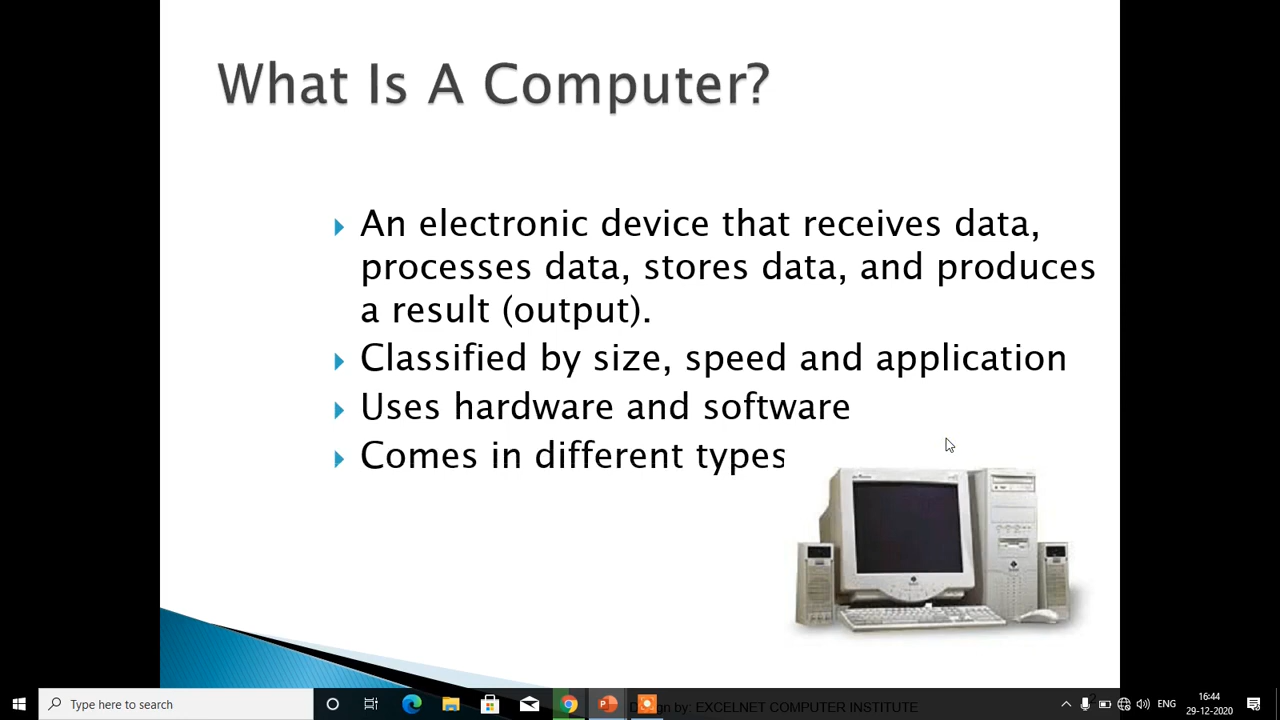 What Is A Computer?
An electronic device that receives data,
processes data, stores data, and produces
a result (output).
Classified by size, speed and application
Uses hardware and software
Comes in different types
Type here to search
by: EXCELNET COMPUTER INSTITUTE
ENG
16:44
29-12-2020